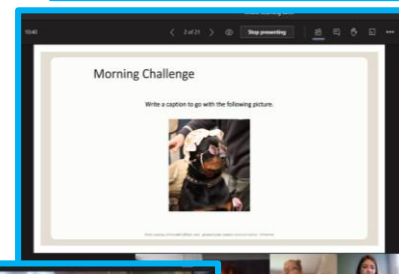 10:40
2 of 21
Stop presenting
Morning Challenge
Write a caption to go with the following picture.